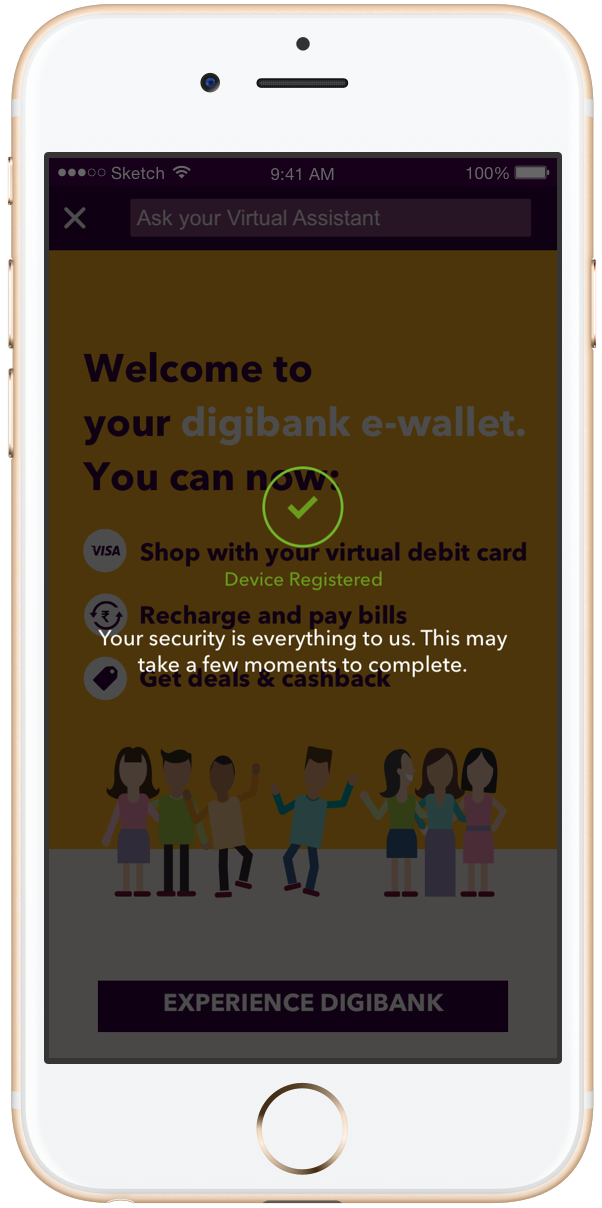 Sketch 9:41 AM 100%
Ask your Virtual Assistant
Welcome to
your digibank e-wallet.
You can now:
VISA Shop with your virtual debit card
Device Registered
₹ Recharge and pay bills
Your security is everything to us. This may
take a few moments to complete.
Get deals & cashback
EXPERIENCE DIGIBANK